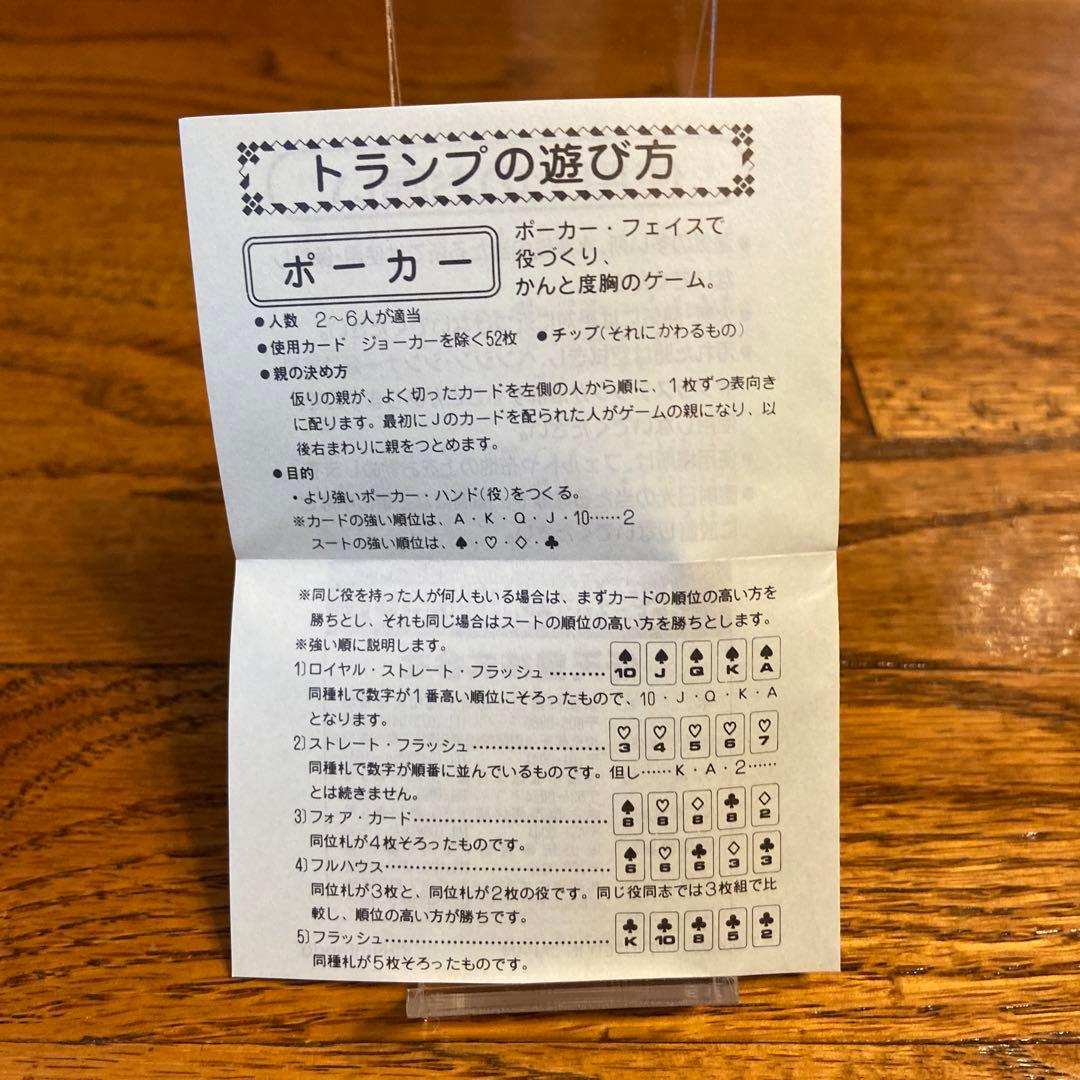 トランプの遊び方
ポーカー
ポーカー・フェイスで
役づくり、
かんと度胸のゲーム。
●人数 2～6人が適当
●使用カード ジョーカーを除く52枚 ●チップ(それにかわるもの)
●親の決め方
仮りの親が、よく切ったカードを左側の人から順に、1枚ずつ表向き
に配ります。最初にJのカードを配られた人がゲームの親になり、以
後右まわりに親をつとめます。
●目的
・より強いポーカー・ハンド(役)をつくる。
※カードの強い順位は、A・K・Q・J・10……2
スートの強い順位は、♠・♡・♢・♣
※同じ役を持った人が何人もいる場合は、まずカードの順位の高い方を
勝ちとし、それも同じ場合はスートの順位の高い方を勝ちとします。
※強い順に説明します。
1)ロイヤル・ストレート・フラッシュ……… ♠10 ♠J ♠Q ♠K ♠A
同種札で数字が1番高い順位にそろったもので、10・J・Q・K・A
となります。
2)ストレート・フラッシュ…………………… ♡3 ♡4 ♡5 ♡6 ♡7
同種札で数字が順番に並んでいるものです。但し……K・A・2……
とは続きません。
3)フォア・カード……………………………… ♠8 ♡8 ♢8 ♣8 ♢2
同位札が4枚そろったものです。
4)フルハウス…………………………………… ♠6 ♡6 ♣6 ♢3 ♣3
同位札が3枚と、同位札が2枚の役です。同じ役同志では3枚組で比
較し、順位の高い方が勝ちです。
5)フラッシュ…………………………………… ♣K ♣10 ♣8 ♣5 ♣2
同種札が5枚そろったものです。